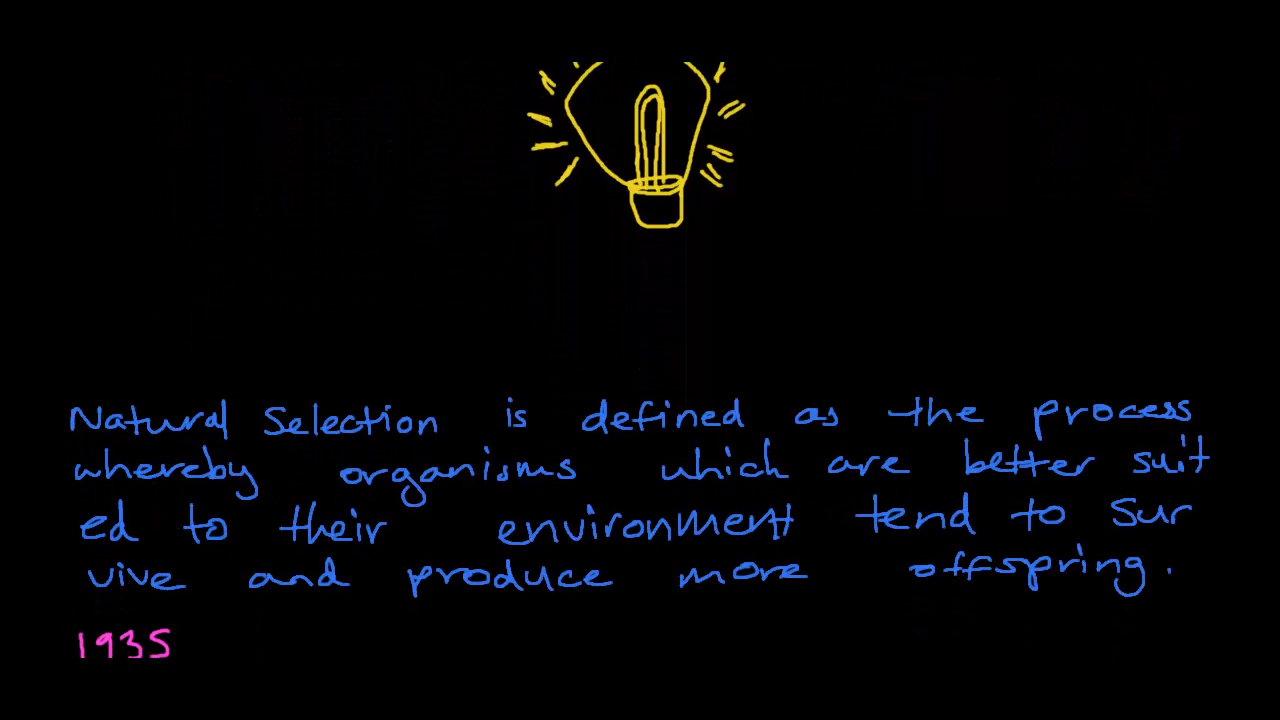 Natural Selection is defined as the process
whereby organisms which are better suit
ed to their environment tend to sur
vive and produce more offspring.
1935